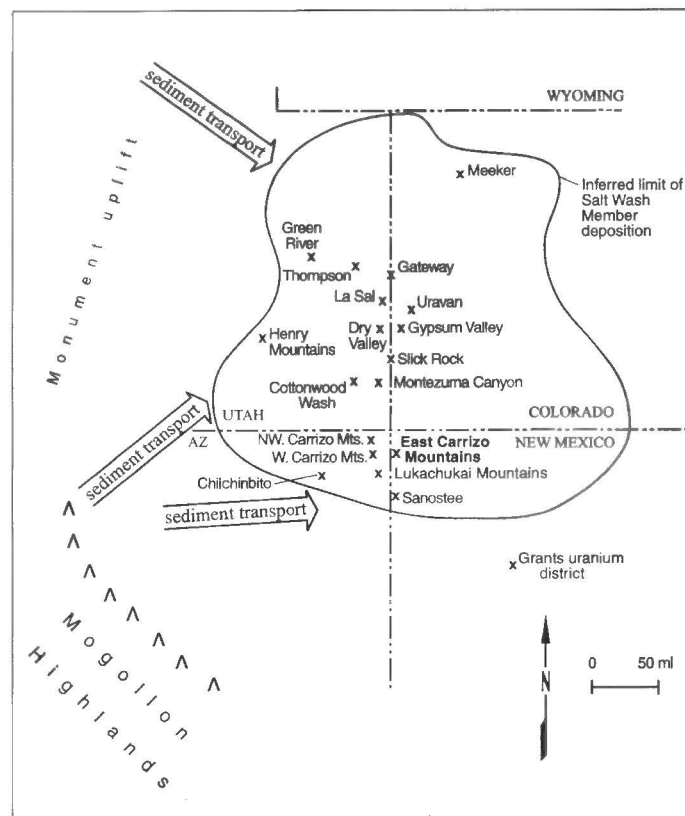 sediment transport
WYOMING
Monument uplift
Meeker
Inferred limit of
Salt Wash
Member
deposition
Green
River
Thompson
Gateway
La Sal
Uravan
Henry
Mountains
Dry
Valley
Gypsum Valley
Slick Rock
Cottonwood
Wash
Montezuma Canyon
UTAH
COLORADO
AZ
NEW MEXICO
sediment transport
NW. Carrizo Mts.
East Carrizo
Mountains
W. Carrizo Mts.
Lukachukai Mountains
Chilchinbito
Sanostee
sediment transport
Grants uranium
district
Mogollon
Highlands
N
0 50 mi